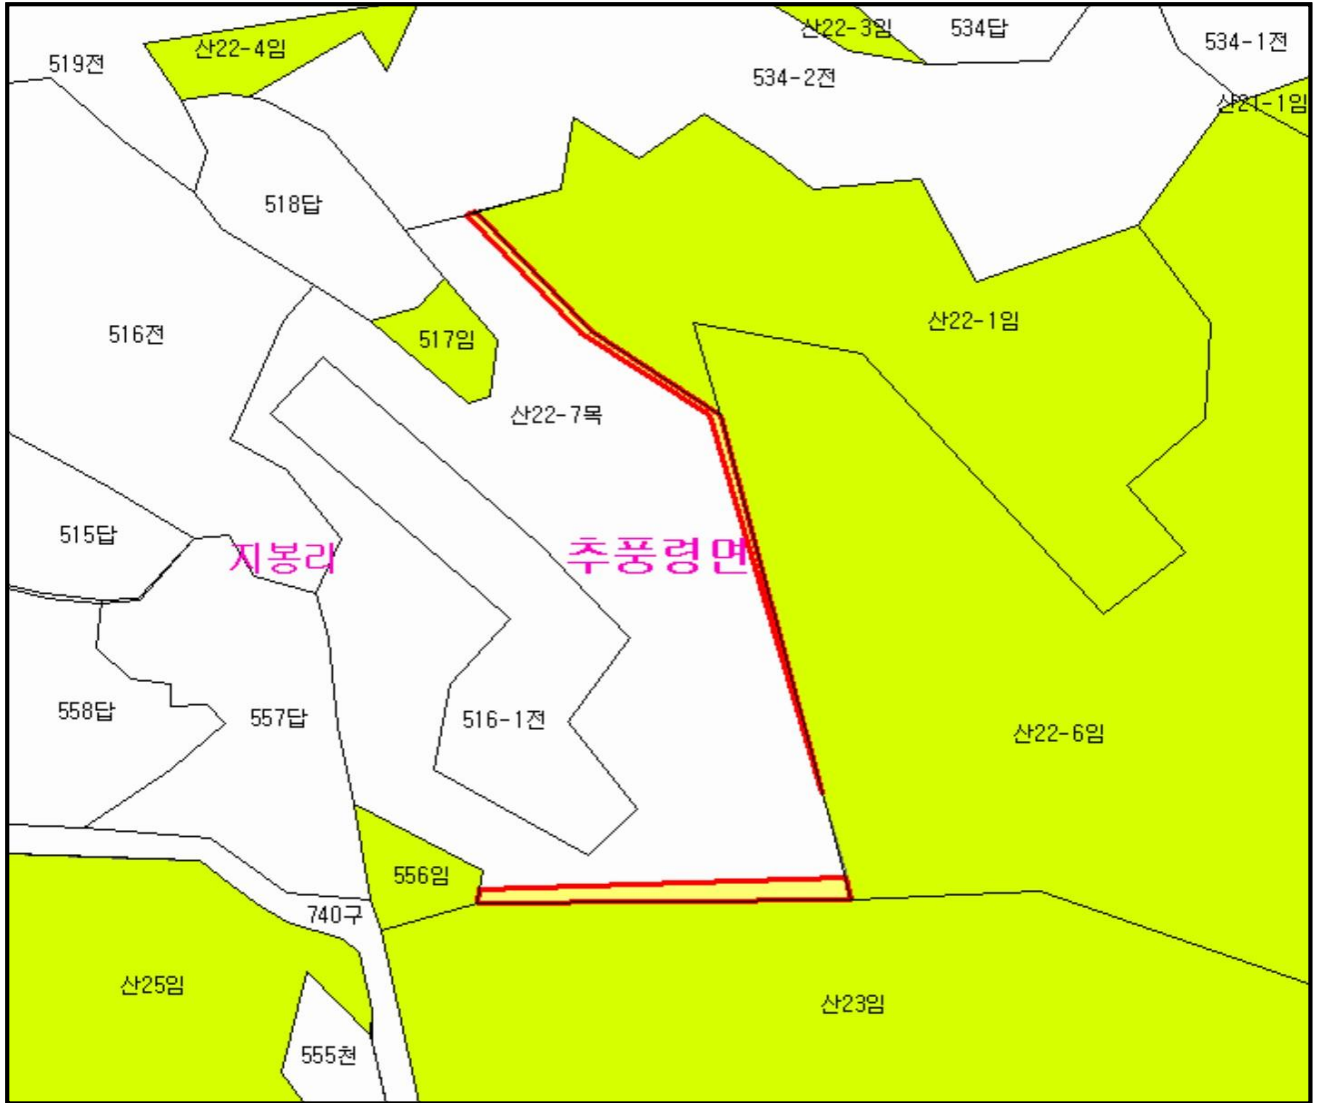 산22-4임
산22-3임
534답
534-1전
519전
534-2전
산21-1임
518답
산22-1임
516전
517임
산22-7목
515답
지봉리
추풍령면
558답
557답
516-1전
산22-6임
556임
740구
산25임
산23임
555천